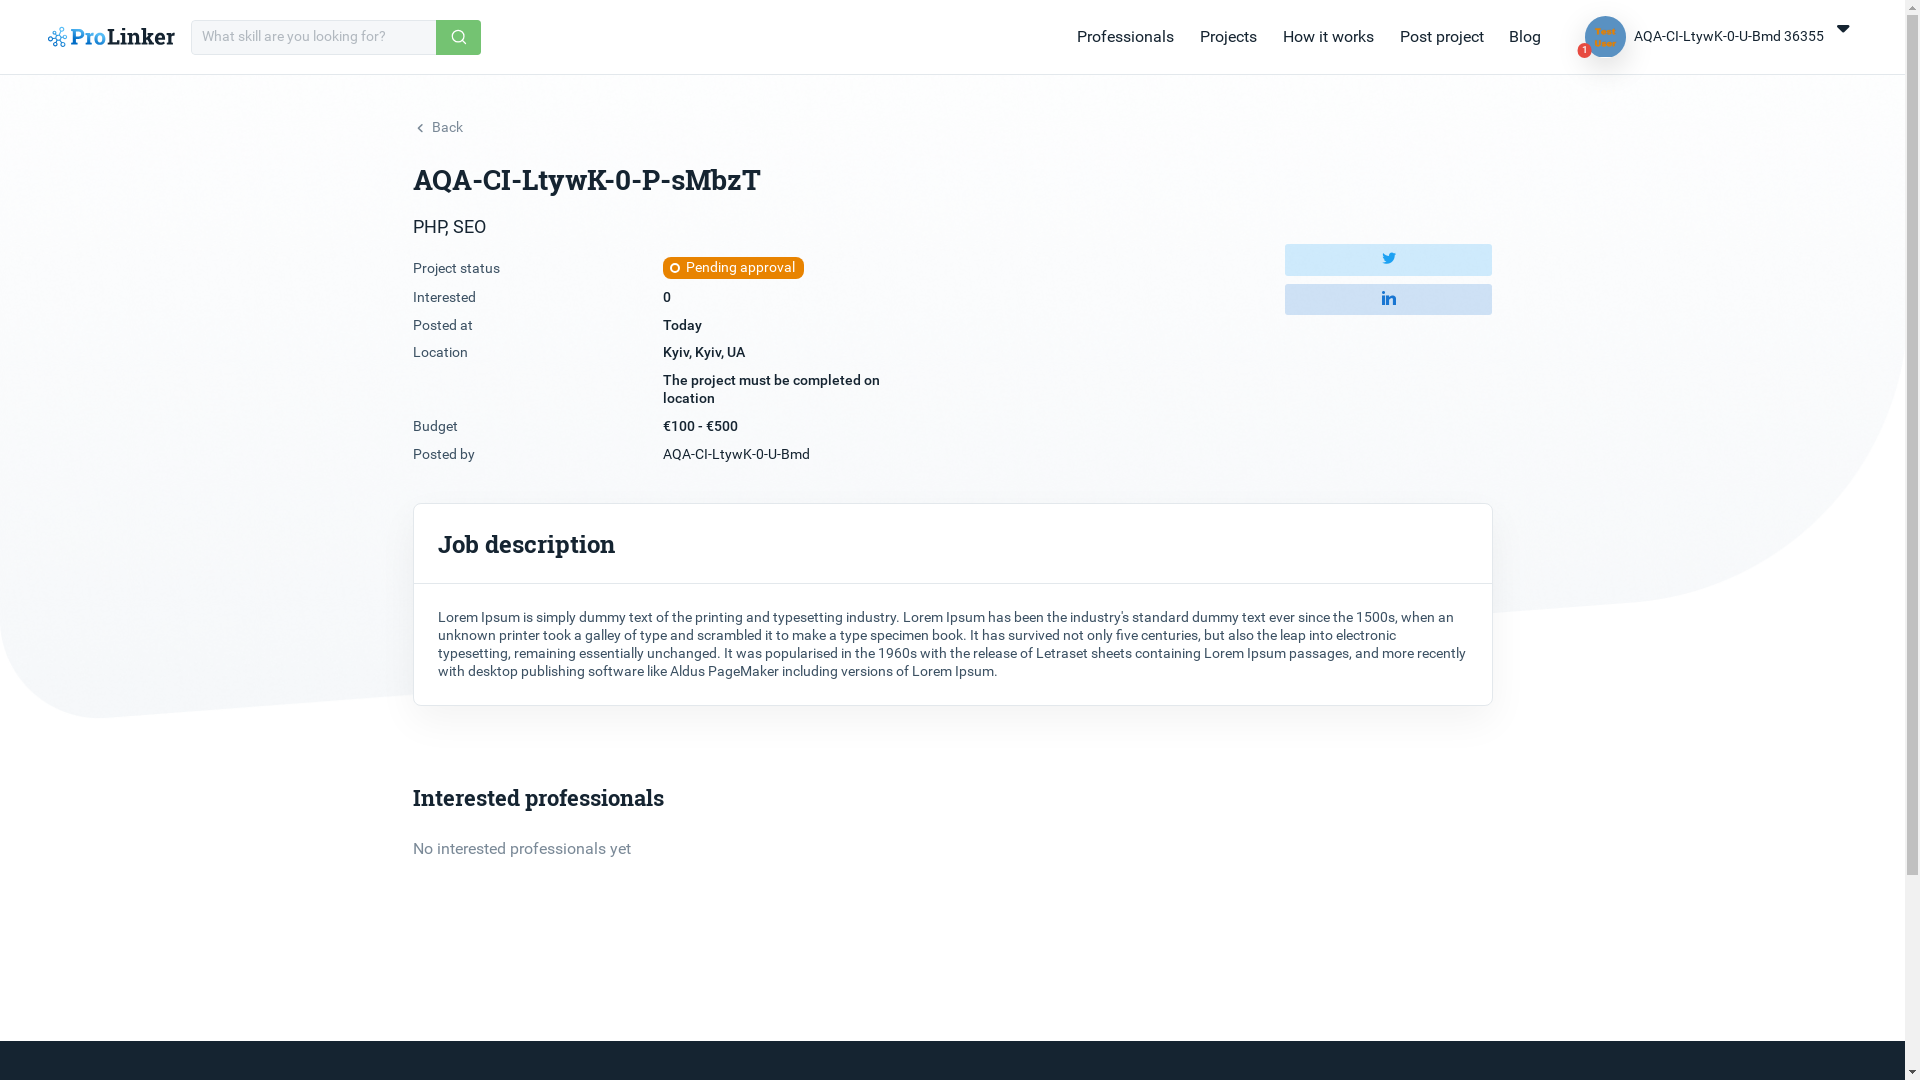 ProLinker
What skill are you looking for?
Professionals
Projects
How it works
Post project
Blog
Test
User
1
AQA-CI-LtywK-0-U-Bmd 36355
Back
AQA-CI-LtywK-0-P-sMbzT
PHP, SEO
Project status
Pending approval
Interested
0
Posted at
Today
Location
Kyiv, Kyiv, UA
The project must be completed on
location
Budget
€100 - €500
Posted by
AQA-CI-LtywK-0-U-Bmd
in
Job description
Lorem Ipsum is simply dummy text of the printing and typesetting industry. Lorem Ipsum has been the industry's standard dummy text ever since the 1500s, when an
unknown printer took a galley of type and scrambled it to make a type specimen book. It has survived not only five centuries, but also the leap into electronic
typesetting, remaining essentially unchanged. It was popularised in the 1960s with the release of Letraset sheets containing Lorem Ipsum passages, and more recently
with desktop publishing software like Aldus PageMaker including versions of Lorem Ipsum.
Interested professionals
No interested professionals yet